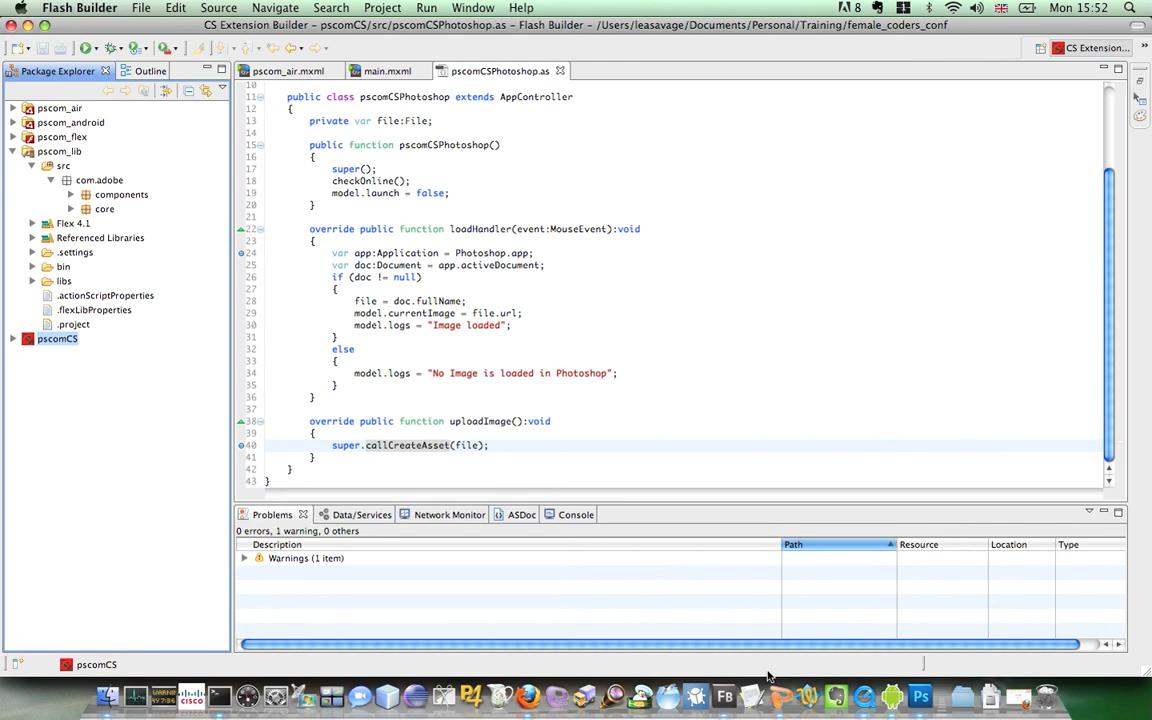 Flash Builder File Edit Source Navigate Search Project Run Window Help 8 Mon 15:52
CS Extension Builder - pscomCS/src/pscomCSPhotoshop.as - Flash Builder - /Users/leasavage/Documents/Personal/Training/female_coders_conf
CS Extension...
Package Explorer Outline
pscom_air.mxml main.mxml pscomCSPhotoshop.as
pscom_air
pscom_android
pscom_flex
pscom_lib
src
com.adobe
components
core
Flex 4.1
Referenced Libraries
.settings
bin
libs
.actionScriptProperties
.flexLibProperties
.project
pscomCS
10
11 public class pscomCSPhotoshop extends AppController
12 {
13 private var file:File;
14
15 public function pscomCSPhotoshop()
16 {
17 super();
18 checkOnline();
19 model.launch = false;
20 }
21
22 override public function loadHandler(event:MouseEvent):void
23 {
24 var app:Application = Photoshop.app;
25 var doc:Document = app.activeDocument;
26 if (doc != null)
27 {
28 file = doc.fullName;
29 model.currentImage = file.url;
30 model.logs = "Image loaded";
31 }
32 else
33 {
34 model.logs = "No Image is loaded in Photoshop";
35 }
36 }
37
38 override public function uploadImage():void
39 {
40 super.callCreateAsset(file);
41 }
42 }
43 }
Problems Data/Services Network Monitor ASDoc Console
0 errors, 1 warning, 0 others
Description Path Resource Location Type
Warnings (1 item)
pscomCS
WARNIN
CISCO
P4
FB
Ps